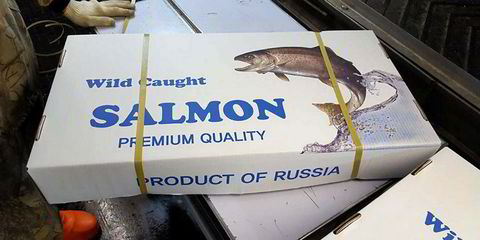 Wild Caught
SALMON
PREMIUM QUALITY
PRODUCT OF RUSSIA